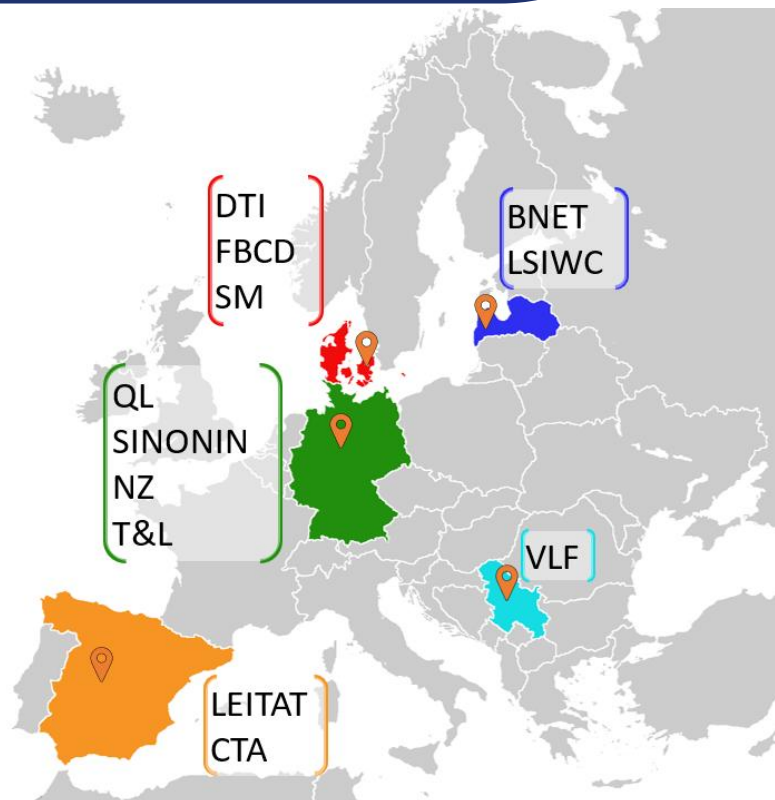 DTI
FBCD
SM
BNET
LSIWC
QL
SINONIN
NZ
T&L
VLF
LEITAT
CTA